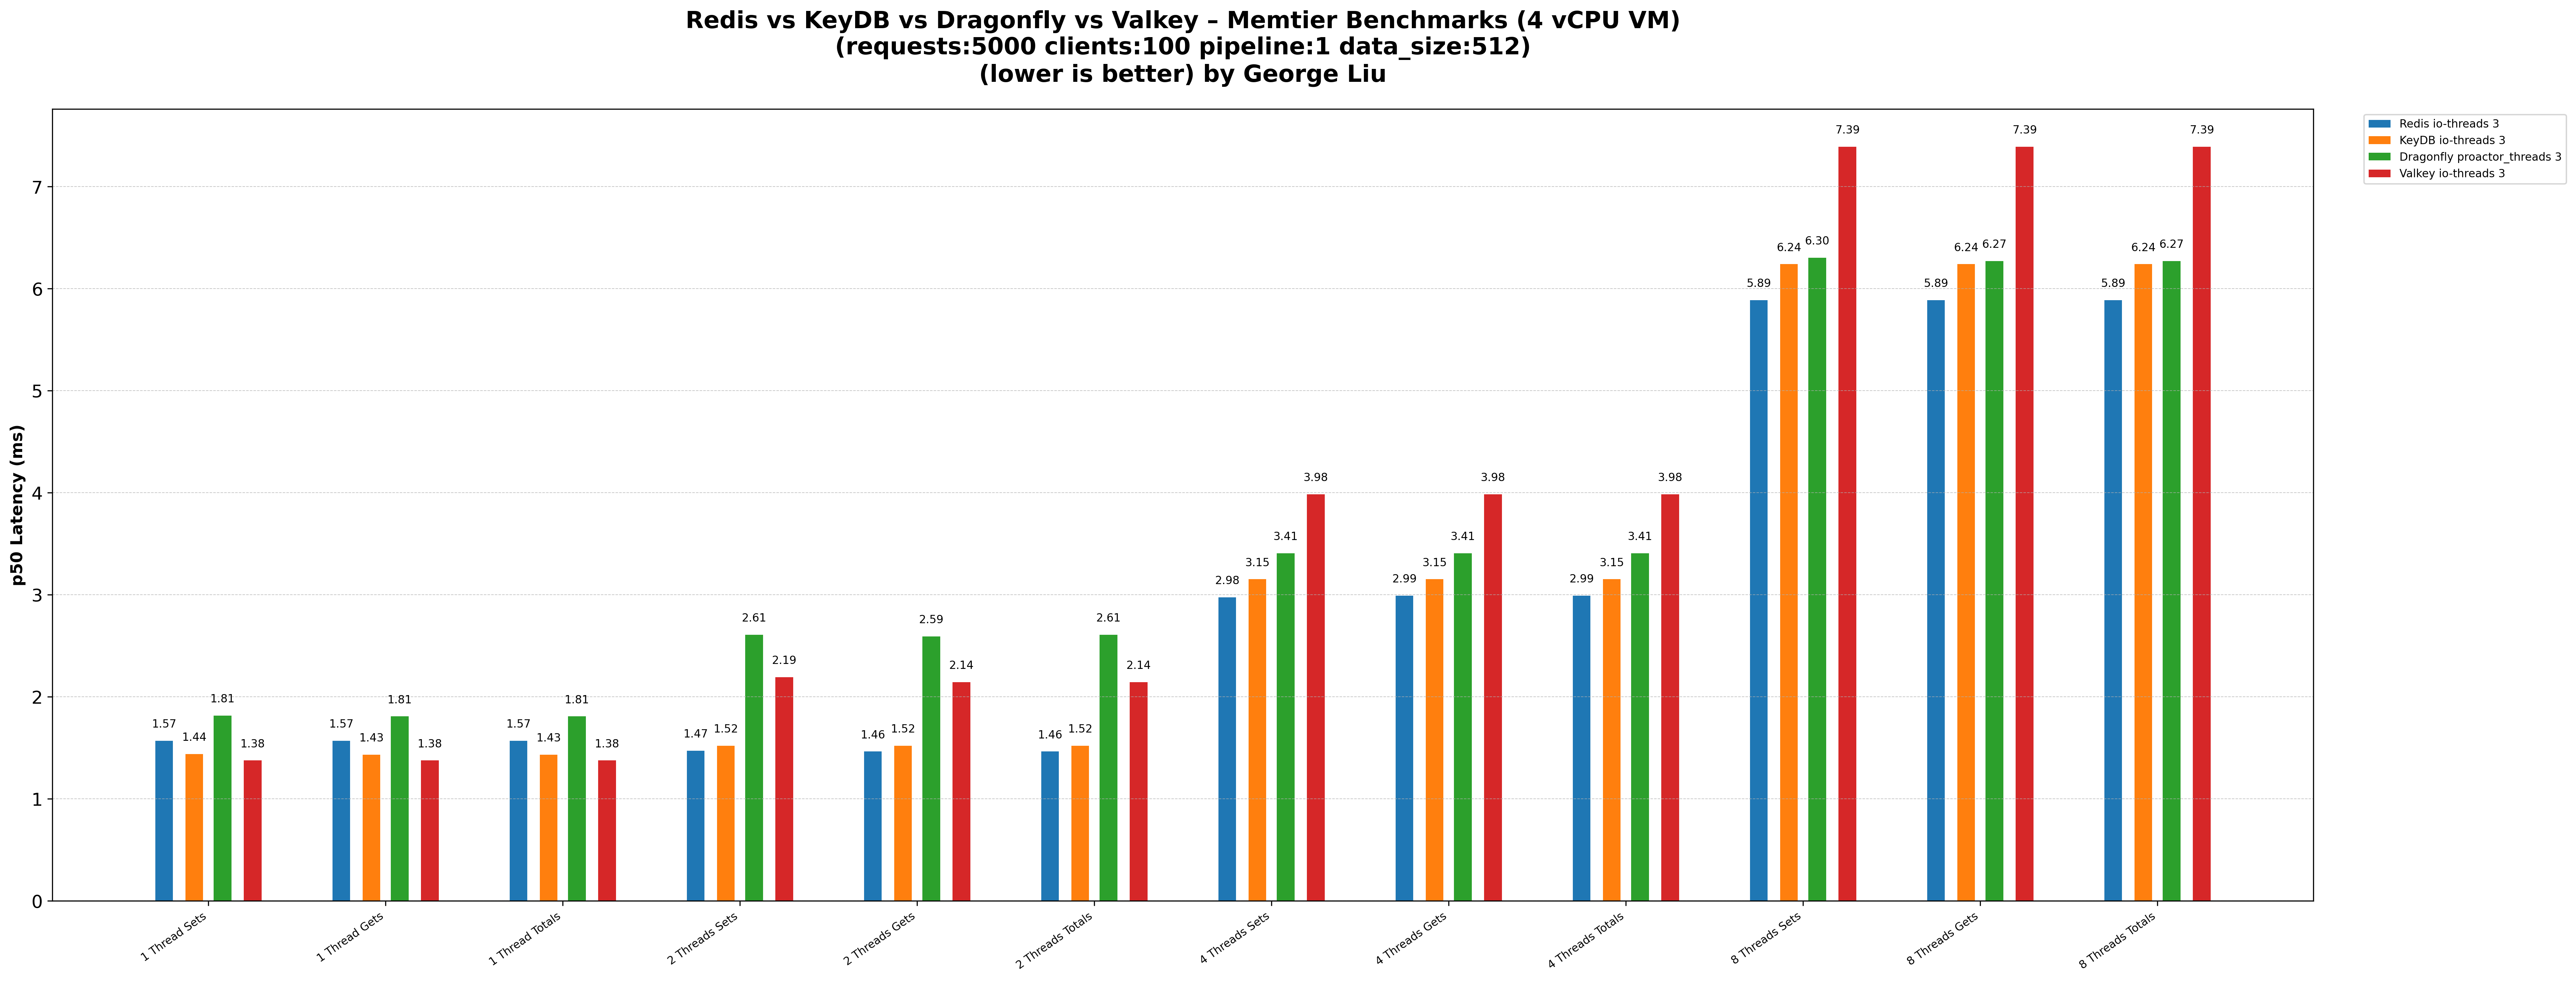 Redis vs KeyDB vs Dragonfly vs Valkey – Memtier Benchmarks (4 vCPU VM)
(requests:5000 clients:100 pipeline:1 data_size:512)
(lower is better) by George Liu
Redis io-threads 3
KeyDB io-threads 3
Dragonfly proactor_threads 3
Valkey io-threads 3
p50 Latency (ms)
7
6
5
4
3
2
1
0
1.57 1.44 1.81 1.38
1.57 1.43 1.81 1.38
1.57 1.43 1.81 1.38
1.47 1.52 2.61 2.19
1.46 1.52 2.59 2.14
1.46 1.52 2.61 2.14
2.98 3.15 3.41 3.98
2.99 3.15 3.41 3.98
2.99 3.15 3.41 3.98
5.89 6.24 6.30 7.39
5.89 6.24 6.27 7.39
5.89 6.24 6.27 7.39
1 Thread Sets
1 Thread Gets
1 Thread Totals
2 Threads Sets
2 Threads Gets
2 Threads Totals
4 Threads Sets
4 Threads Gets
4 Threads Totals
8 Threads Sets
8 Threads Gets
8 Threads Totals